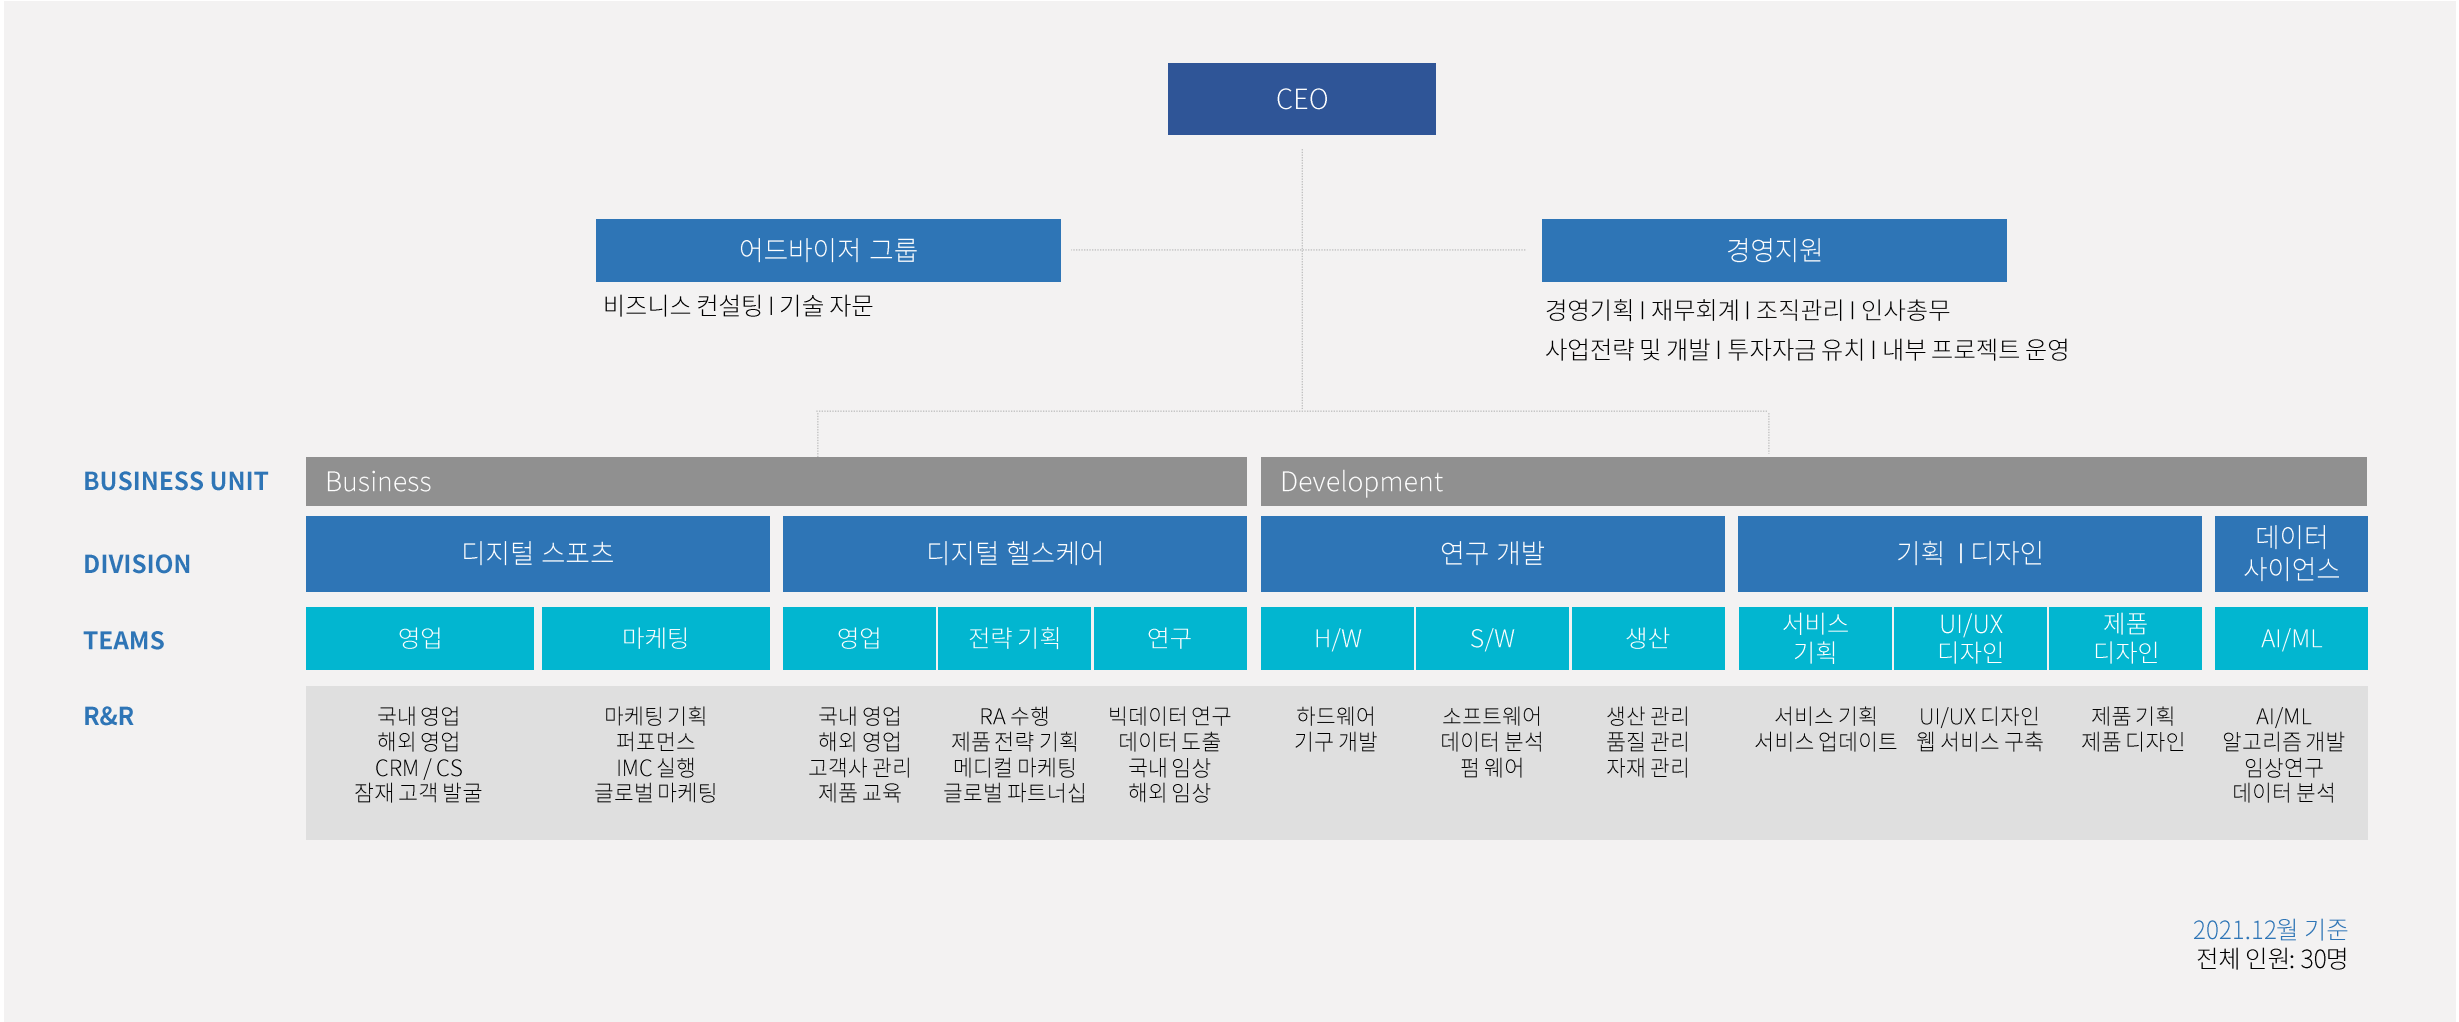 CEO
어드바이저 그룹
경영지원
비즈니스 컨설팅 I 기술 자문
경영기획 I 재무회계 I 조직관리 I 인사총무
사업전략 및 개발 I 투자자금 유치 I 내부 프로젝트 운영
BUSINESS UNIT
Business
Development
DIVISION
디지털 스포츠
디지털 헬스케어
연구 개발
기획 I 디자인
데이터
사이언스
TEAMS
영업
마케팅
영업
전략 기획
연구
H/W
S/W
생산
서비스
기획
UI/UX
디자인
제품
디자인
AI/ML
R&R
국내 영업
해외 영업
CRM / CS
잠재 고객 발굴
마케팅 기획
퍼포먼스
IMC 실행
글로벌 마케팅
국내 영업
해외 영업
고객사 관리
제품 교육
RA 수행
제품 전략 기획
메디컬 마케팅
글로벌 파트너십
빅데이터 연구
데이터 도출
국내 임상
해외 임상
하드웨어
기구 개발
소프트웨어
데이터 분석
펌 웨어
생산 관리
품질 관리
자재 관리
서비스 기획
서비스 업데이트
UI/UX 디자인
웹 서비스 구축
제품 기획
제품 디자인
AI/ML
알고리즘 개발
임상연구
데이터 분석
2021.12월 기준
전체 인원: 30명